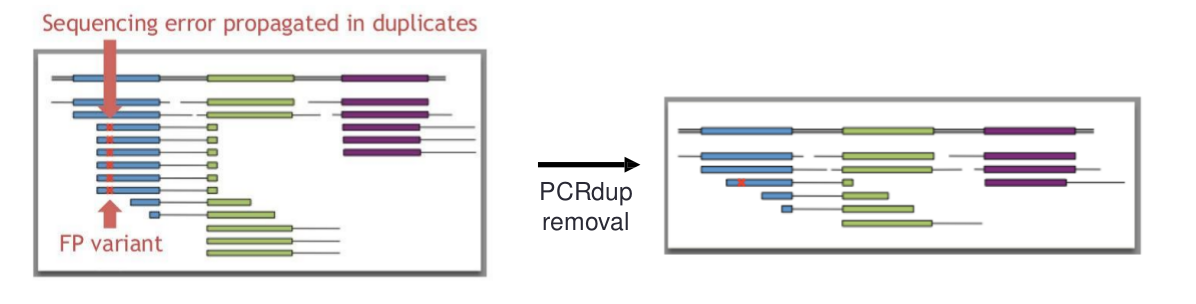 Sequencing error propagated in duplicates
FP variant
PCRdup
removal